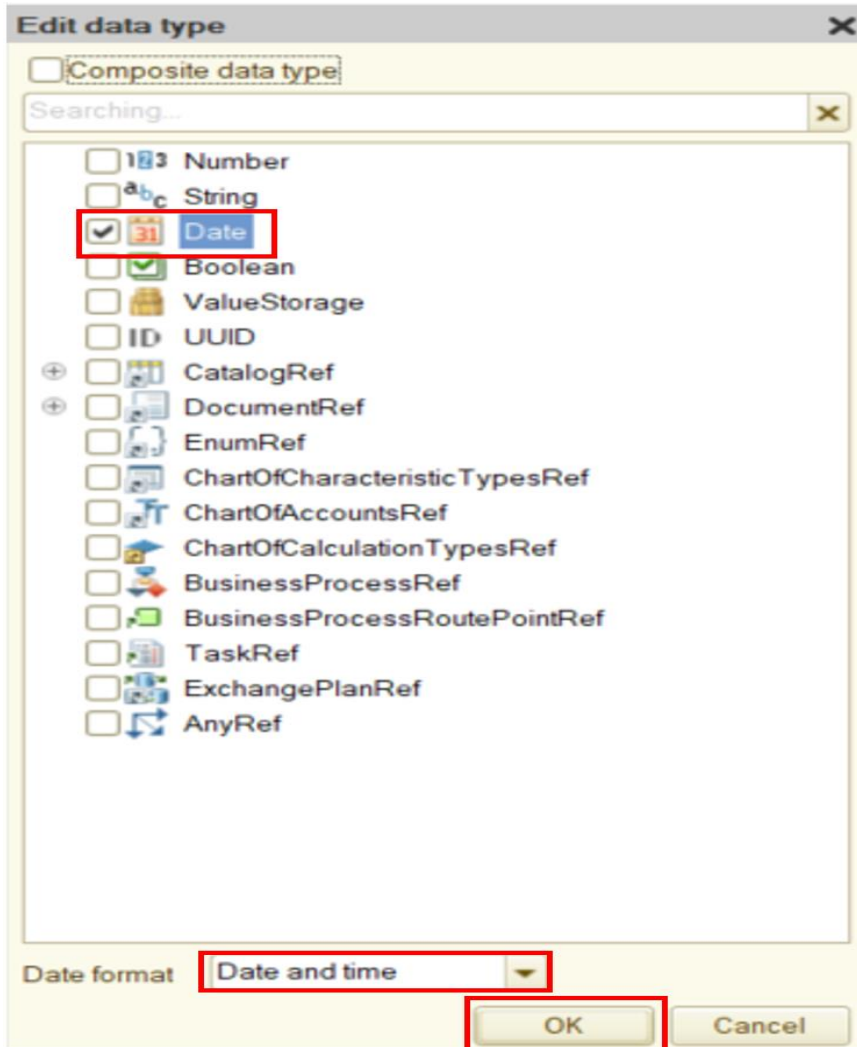 Edit data type
Composite data type
Searching...
123 Number
abc String
31 Date
Boolean
ValueStorage
ID UUID
CatalogRef
DocumentRef
EnumRef
ChartOfCharacteristicTypesRef
Tт ChartOfAccountsRef
ChartOfCalculationTypesRef
BusinessProcessRef
BusinessProcessRoutePointRef
TaskRef
ExchangePlanRef
AnyRef
Date format Date and time
OK Cancel